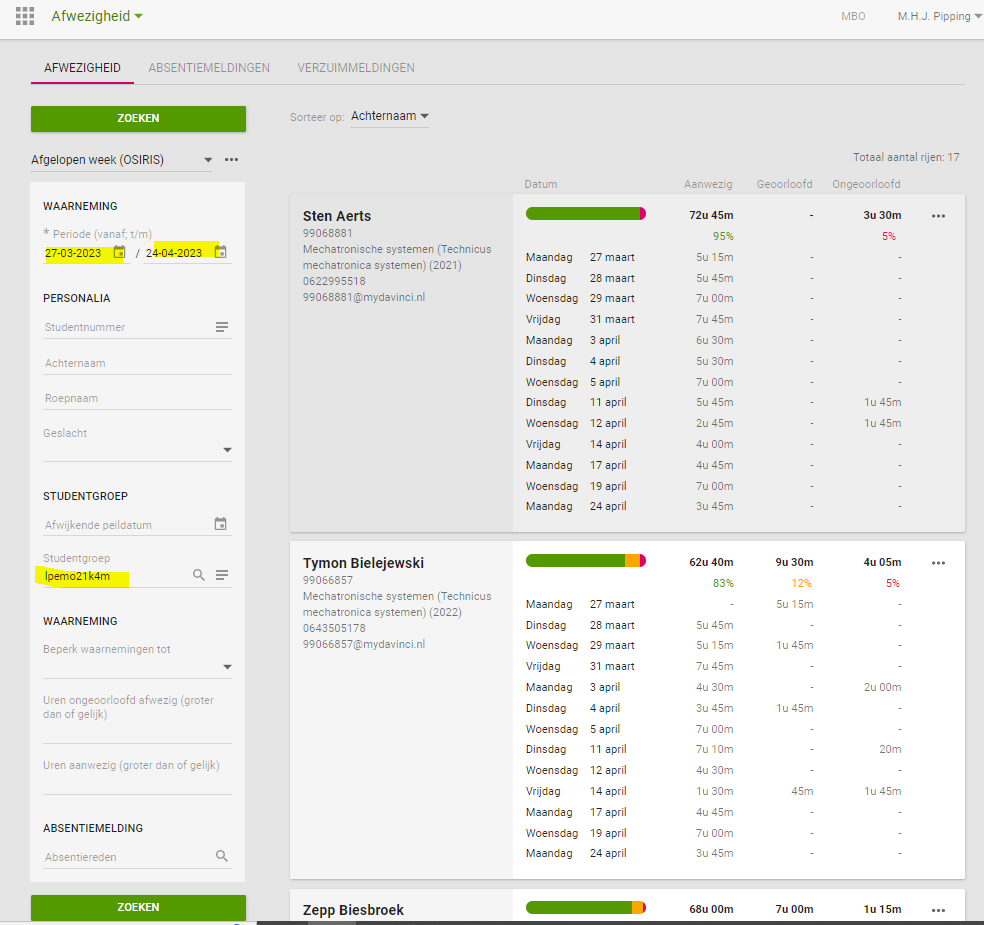 Afwezigheid
MBO
M.H.J. Pipping
AFWEZIGHEID ABSENTIEMELDINGEN VERZUIMMELDINGEN
ZOEKEN
Afgelopen week (OSIRIS)
WAARNEMING
* Periode (vanaf; t/m)
27-03-2023 / 24-04-2023
PERSONALIA
Studentnummer
Achternaam
Roepnaam
Geslacht
STUDENTGROEP
Afwijkende peildatum
Studentgroep
lpemo21k4m
WAARNEMING
Beperk waarnemingen tot
Uren ongeoorloofd afwezig (groter
dan of gelijk)
Uren aanwezig (groter dan of gelijk)
ABSENTIEMELDING
Absentiereden
ZOEKEN
Sorteer op: Achternaam
Totaal aantal rijen: 17
Datum Aanwezig Geoorloofd Ongeoorloofd
Sten Aerts
99068881
Mechatronische systemen (Technicus
mechatronica systemen) (2021)
0622995518
99068881@mydavinci.nl
72u 45m - 3u 30m
95% 5%
Maandag 27 maart 5u 15m - -
Dinsdag 28 maart 5u 45m - -
Woensdag 29 maart 7u 00m - -
Vrijdag 31 maart 7u 45m - -
Maandag 3 april 6u 30m - -
Dinsdag 4 april 5u 30m - -
Woensdag 5 april 7u 00m - -
Dinsdag 11 april 5u 45m - 1u 45m
Woensdag 12 april 2u 45m - 1u 45m
Vrijdag 14 april 4u 00m - -
Maandag 17 april 4u 45m - -
Woensdag 19 april 7u 00m - -
Maandag 24 april 3u 45m - -
Tymon Bielejewski
99066857
Mechatronische systemen (Technicus
mechatronica systemen) (2022)
0643505178
99066857@mydavinci.nl
62u 40m 9u 30m 4u 05m
83% 12% 5%
Maandag 27 maart - 5u 15m -
Dinsdag 28 maart 5u 45m - -
Woensdag 29 maart 5u 15m 1u 45m -
Vrijdag 31 maart 7u 45m - -
Maandag 3 april 4u 30m - 2u 00m
Dinsdag 4 april 3u 45m 1u 45m -
Woensdag 5 april 7u 00m - -
Dinsdag 11 april 7u 10m - 20m
Woensdag 12 april 4u 30m - -
Vrijdag 14 april 1u 30m 45m 1u 45m
Maandag 17 april 4u 45m - -
Woensdag 19 april 7u 00m - -
Maandag 24 april 3u 45m - -
Zepp Biesbroek
68u 00m 7u 00m 1u 15m